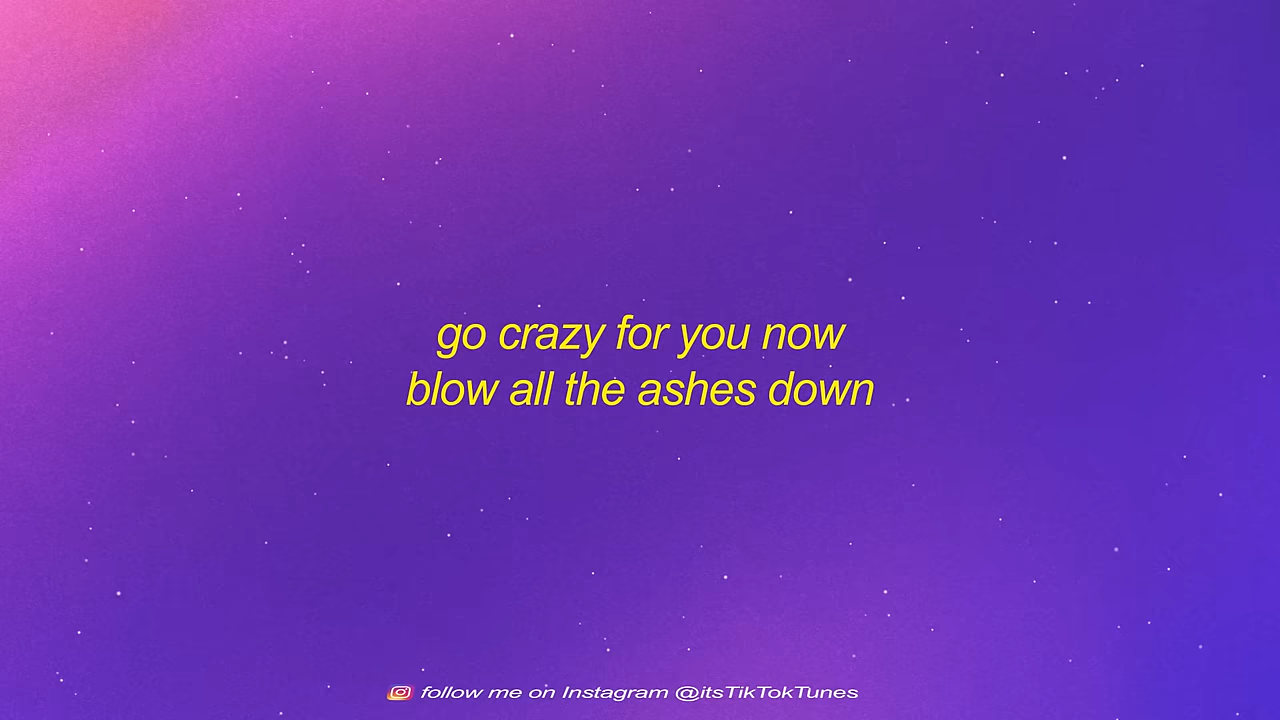 go crazy for you now
blow all the ashes down
follow me on Instagram @itsTikTokTunes